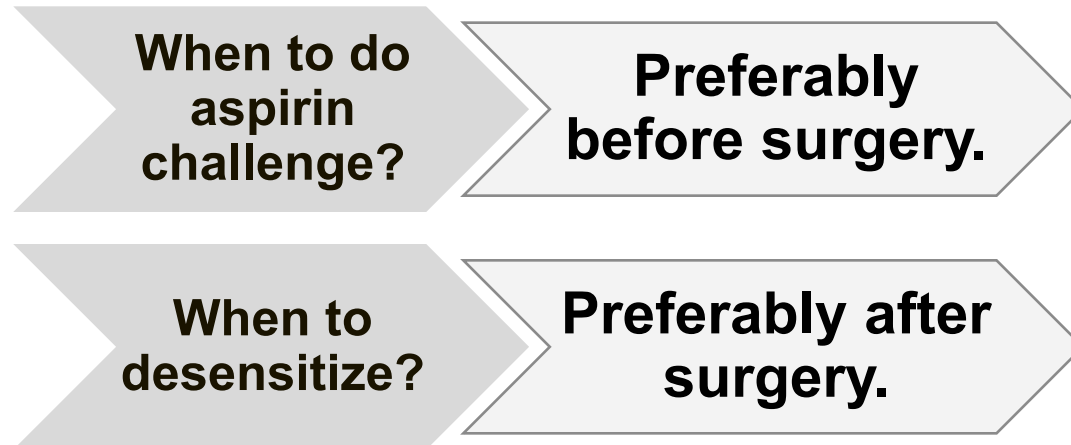 When to do
aspirin
challenge?
Preferably
before surgery.
When to
desensitize?
Preferably after
surgery.